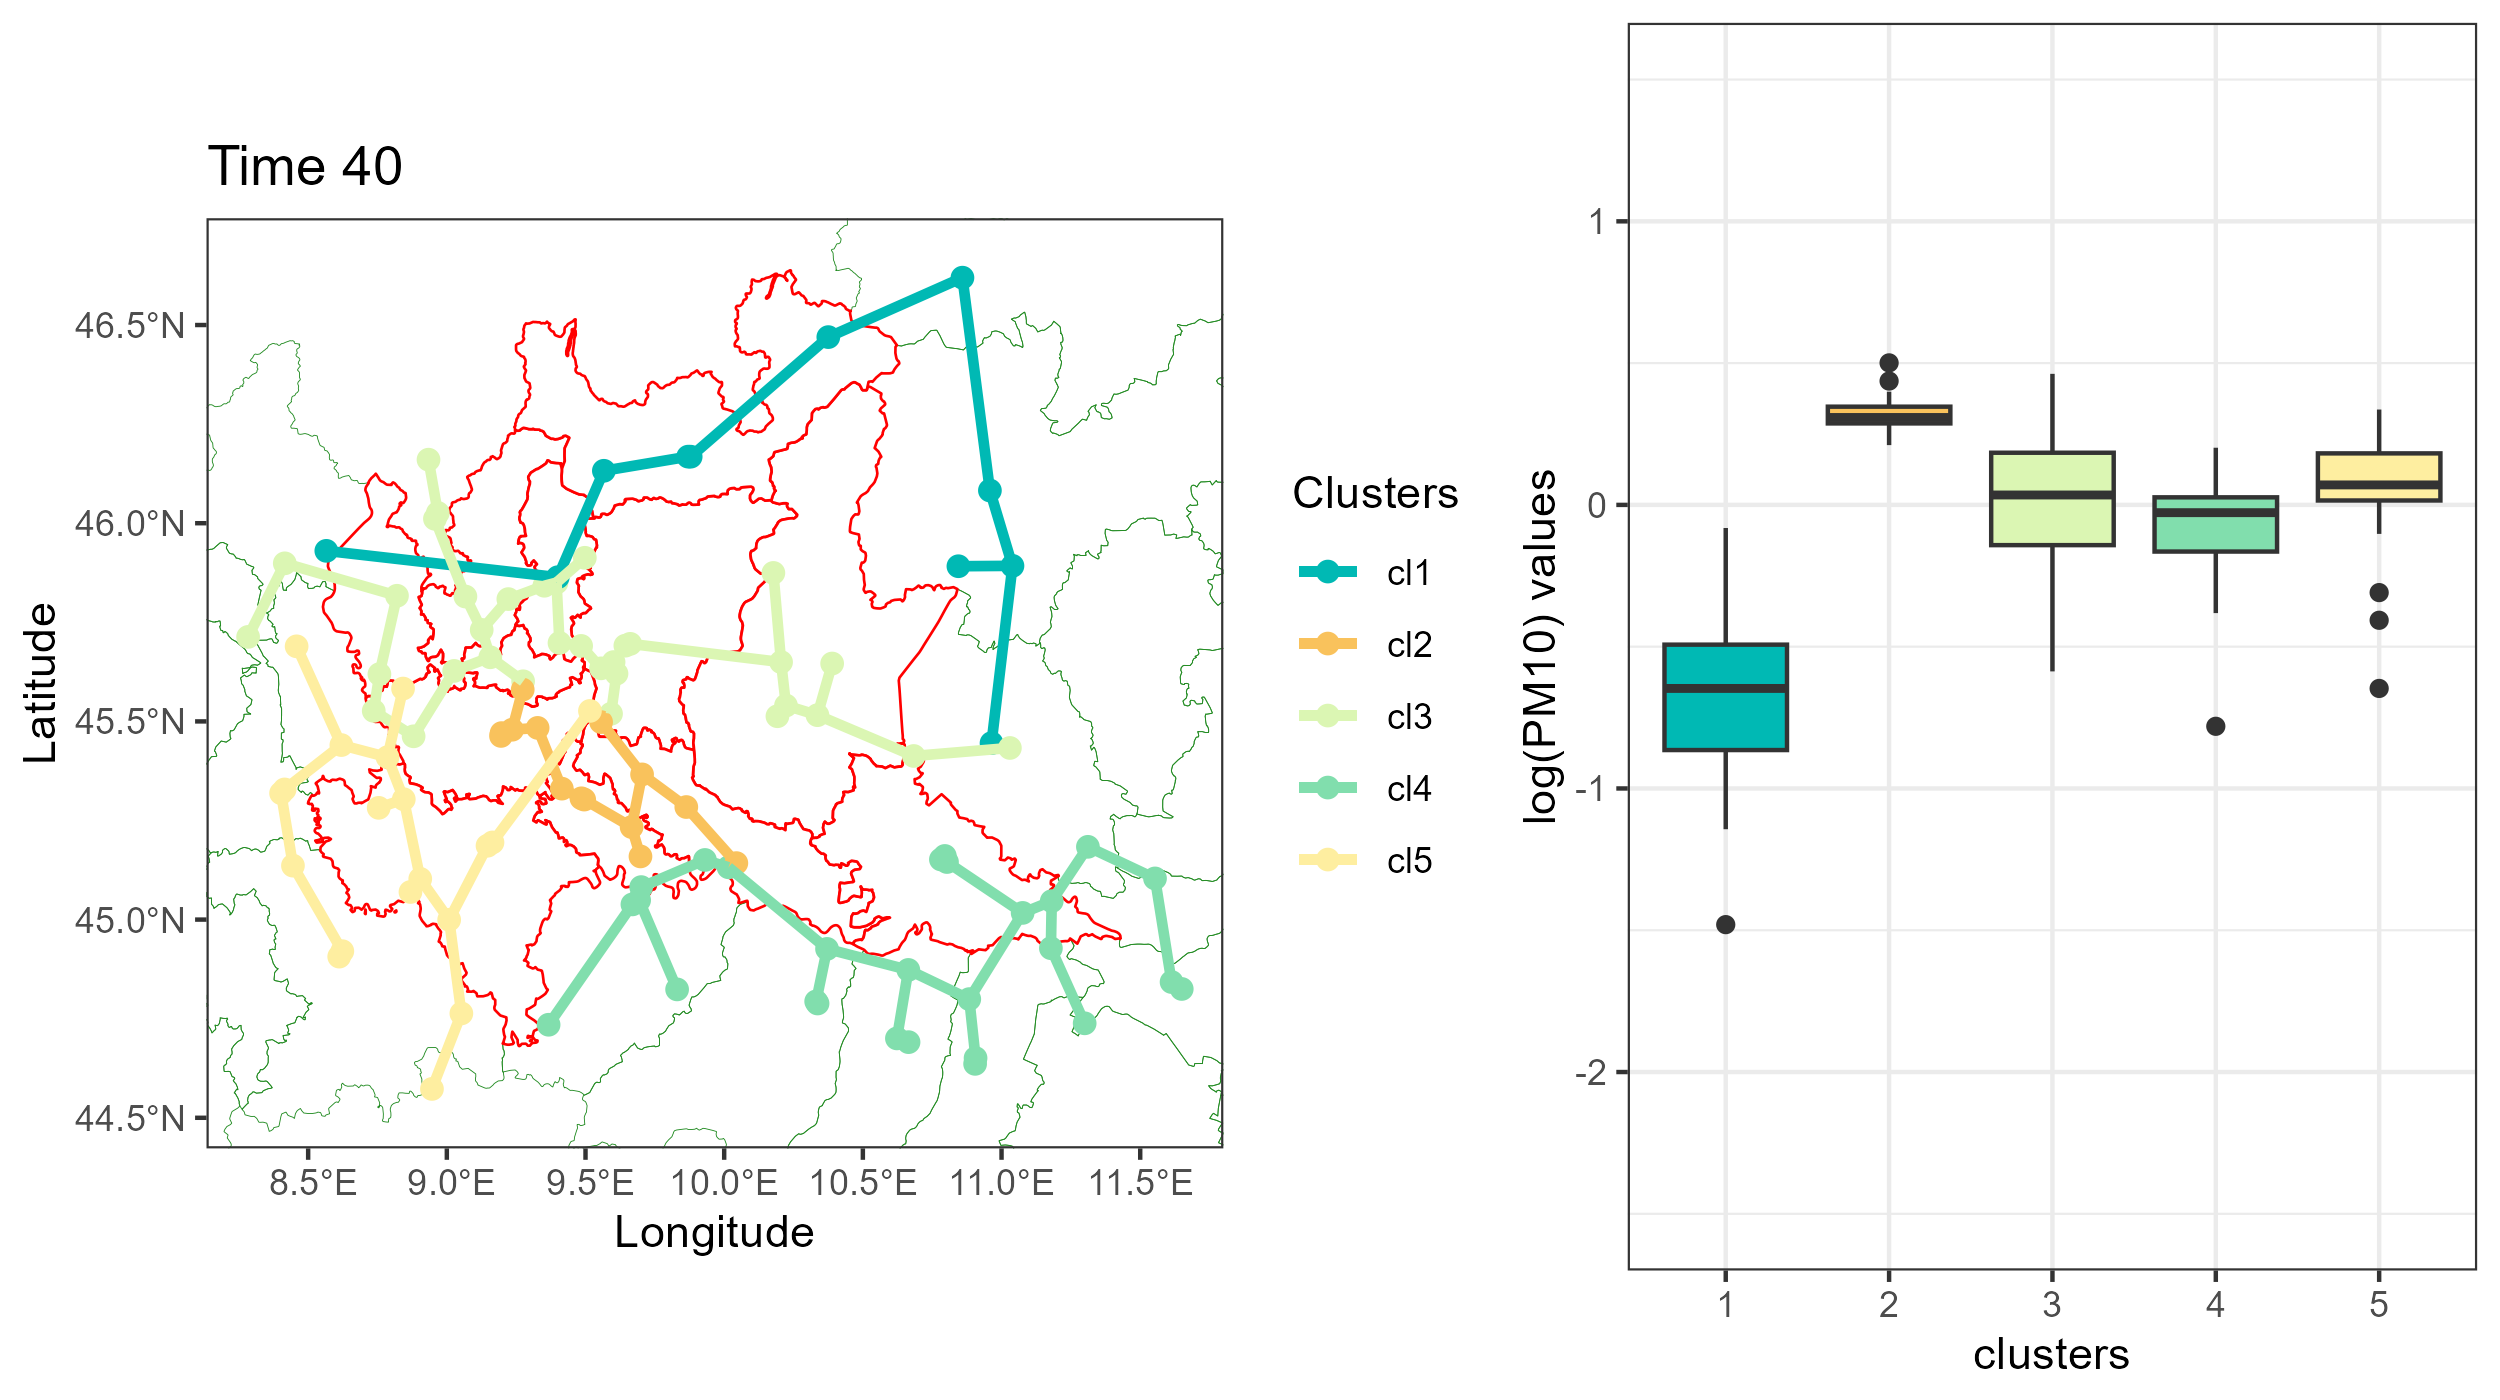 Time 40
46.5°N
46.0°N
45.5°N
45.0°N
44.5°N
Latitude
8.5°E 9.0°E 9.5°E 10.0°E 10.5°E 11.0°E 11.5°E
Longitude
Clusters
cl1
cl2
cl3
cl4
cl5
log(PM10) values
1
0
-1
-2
1 2 3 4 5
clusters